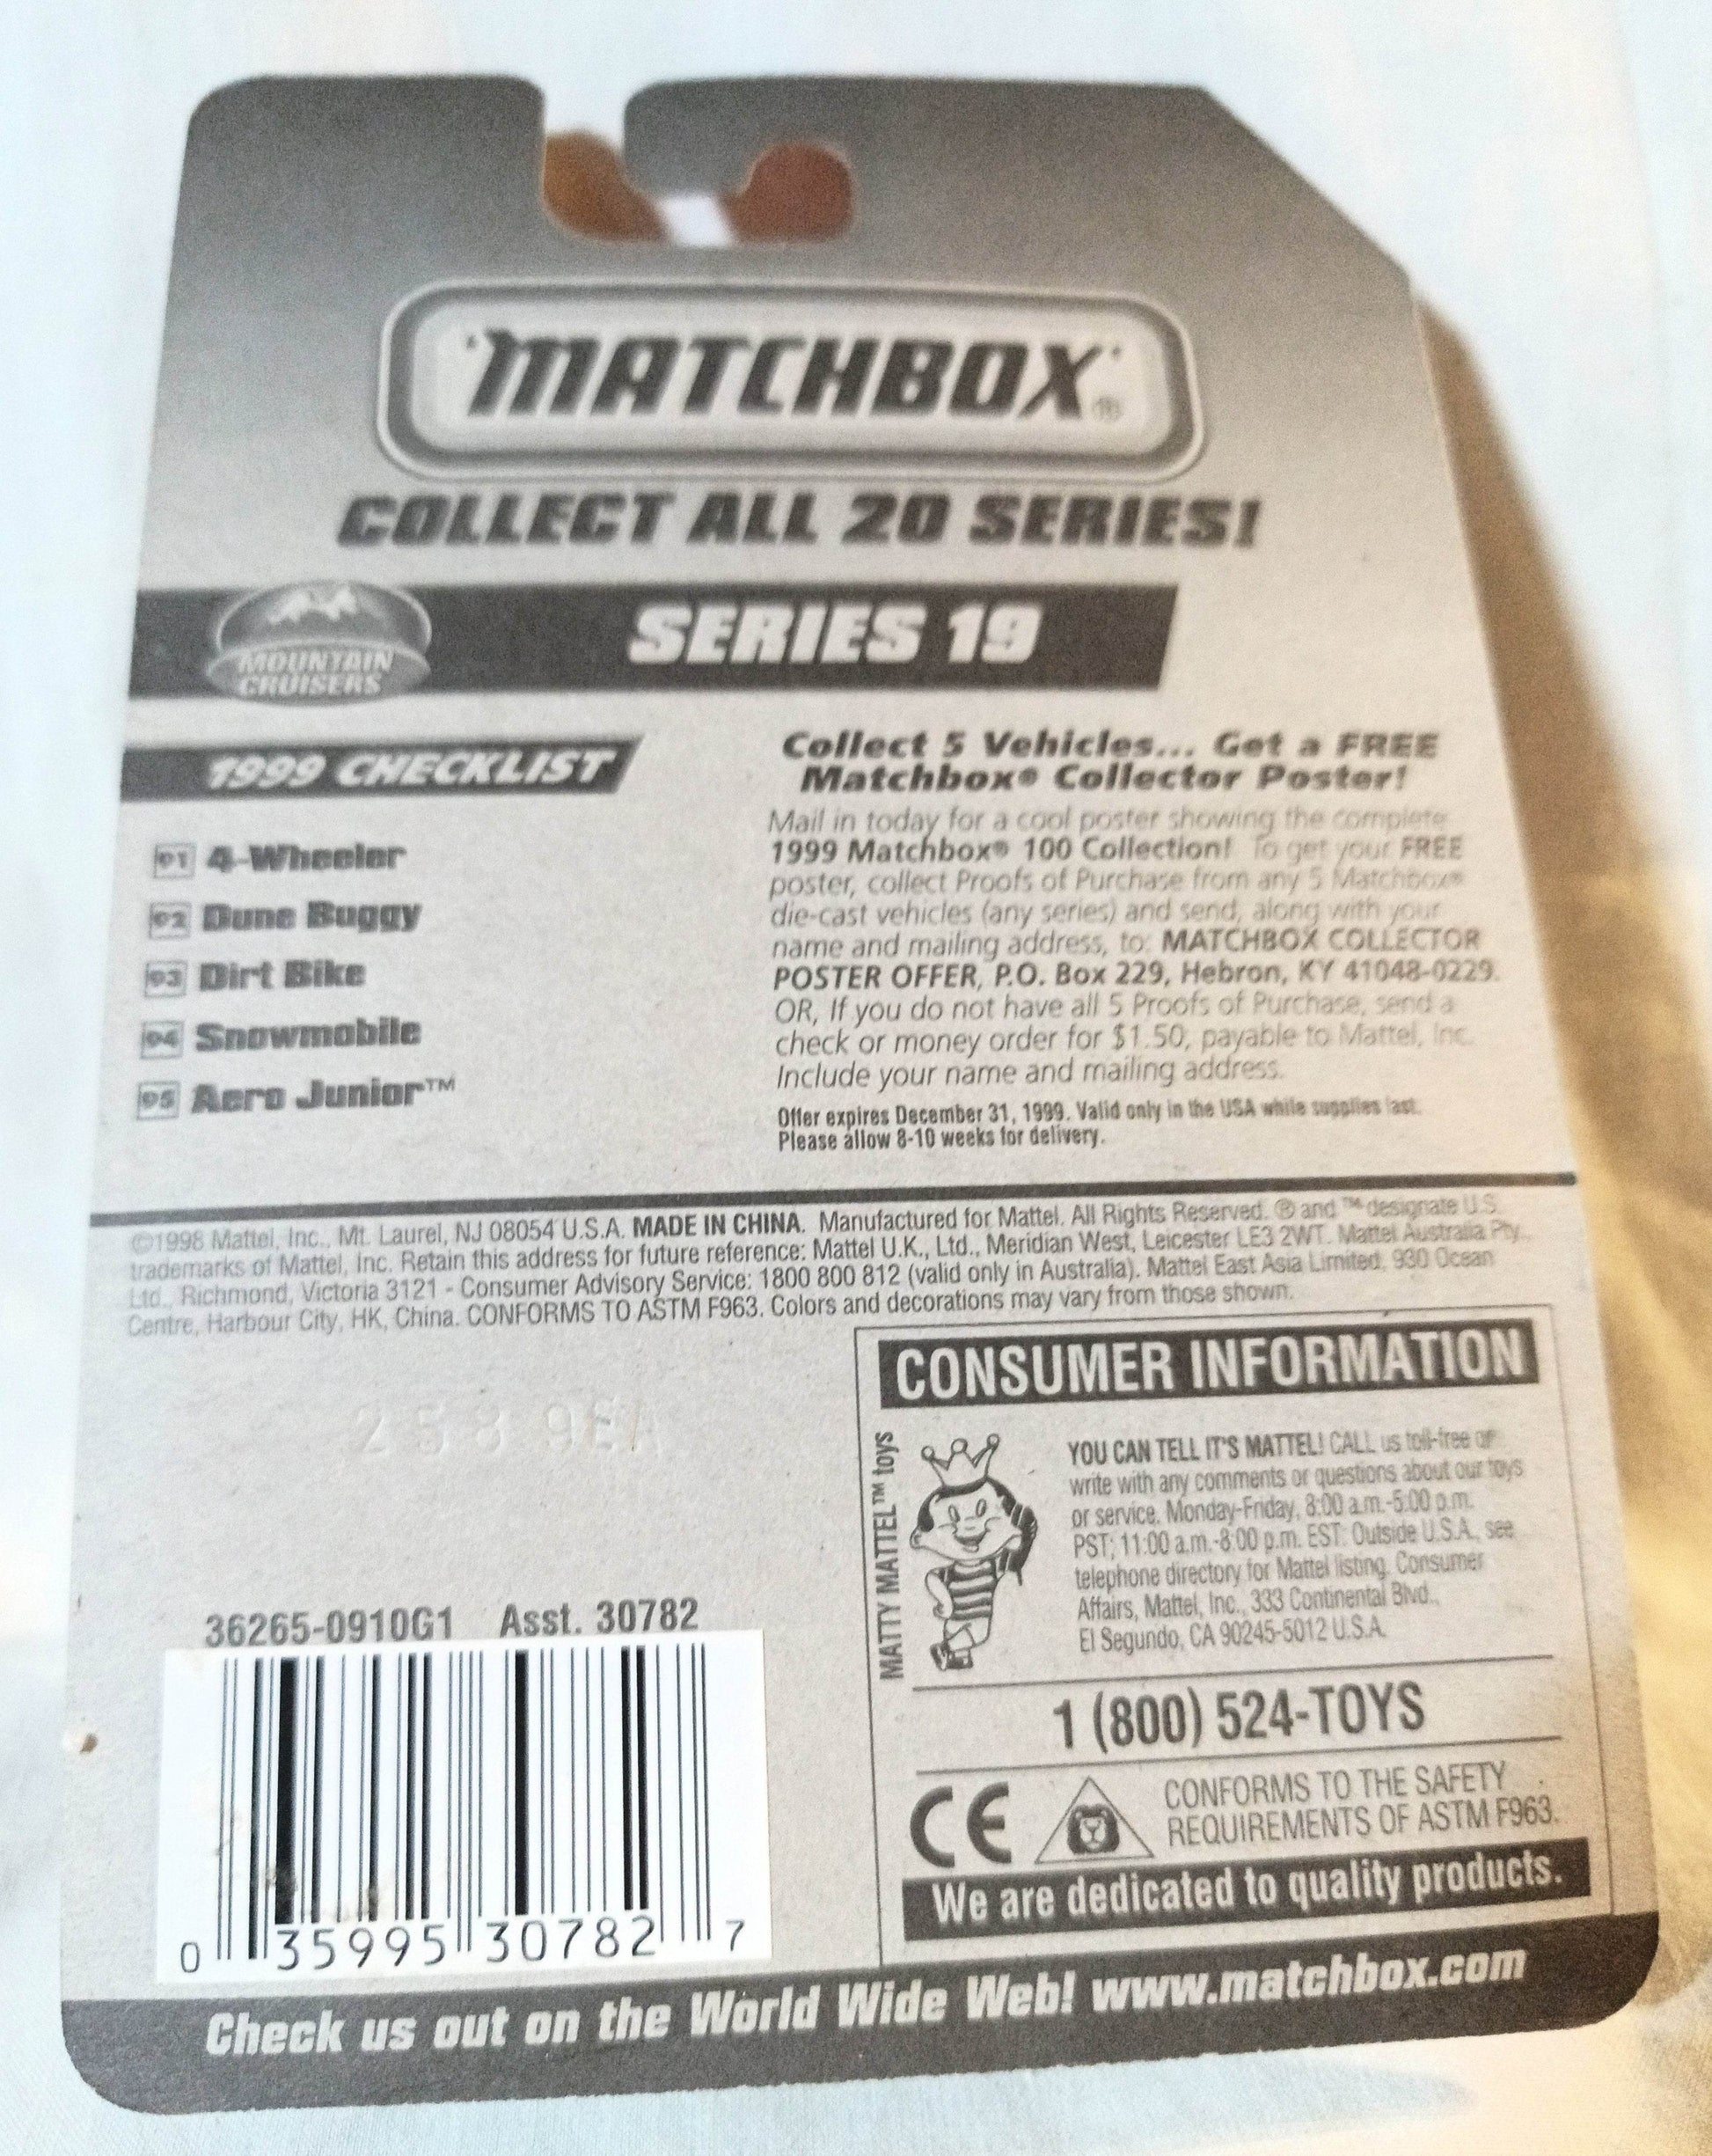 MATCHBOX®
COLLECT ALL 20 SERIES!
MOUNTAIN
CRUISERS
SERIES 19
1999 CHECKLIST
91 4-Wheeler
92 Dune Buggy
93 Dirt Bike
94 Snowmobile
95 Aero Junior™
Collect 5 Vehicles... Get a FREE
Matchbox® Collector Poster!
Mail in today for a cool poster showing the complete
1999 Matchbox® 100 Collection! To get your FREE
poster, collect Proofs of Purchase from any 5 Matchbox®
die-cast vehicles (any series) and send, along with your
name and mailing address, to: MATCHBOX COLLECTOR
POSTER OFFER, P.O. Box 229, Hebron, KY 41048-0229.
OR, If you do not have all 5 Proofs of Purchase, send a
check or money order for $1.50, payable to Mattel, Inc.
Include your name and mailing address.
Offer expires December 31, 1999. Valid only in the USA while supplies last.
Please allow 8-10 weeks for delivery.
©1998 Mattel, Inc., Mt. Laurel, NJ 08054 U.S.A. MADE IN CHINA. Manufactured for Mattel. All Rights Reserved. ® and ™ designate U.S.
trademarks of Mattel, Inc. Retain this address for future reference: Mattel U.K., Ltd., Meridian West, Leicester LE3 2WT. Mattel Australia Pty.
Ltd., Richmond, Victoria 3121 - Consumer Advisory Service: 1800 800 812 (valid only in Australia). Mattel East Asia Limited, 930 Ocean
Centre, Harbour City, HK, China. CONFORMS TO ASTM F963. Colors and decorations may vary from those shown.
258 9EA
36265-0910G1 Asst. 30782
0 35995 30782 7
CONSUMER INFORMATION
MATTY MATTEL™ toys
YOU CAN TELL IT'S MATTEL! CALL us toll-free or
write with any comments or questions about our toys
or service. Monday-Friday, 8:00 a.m.-5:00 p.m.
PST; 11:00 a.m.-8:00 p.m. EST. Outside U.S.A., see
telephone directory for Mattel listing. Consumer
Affairs, Mattel, Inc., 333 Continental Blvd.,
El Segundo, CA 90245-5012 U.S.A.
1 (800) 524-TOYS
CE
CONFORMS TO THE SAFETY
REQUIREMENTS OF ASTM F963.
We are dedicated to quality products.
Check us out on the World Wide Web! www.matchbox.com